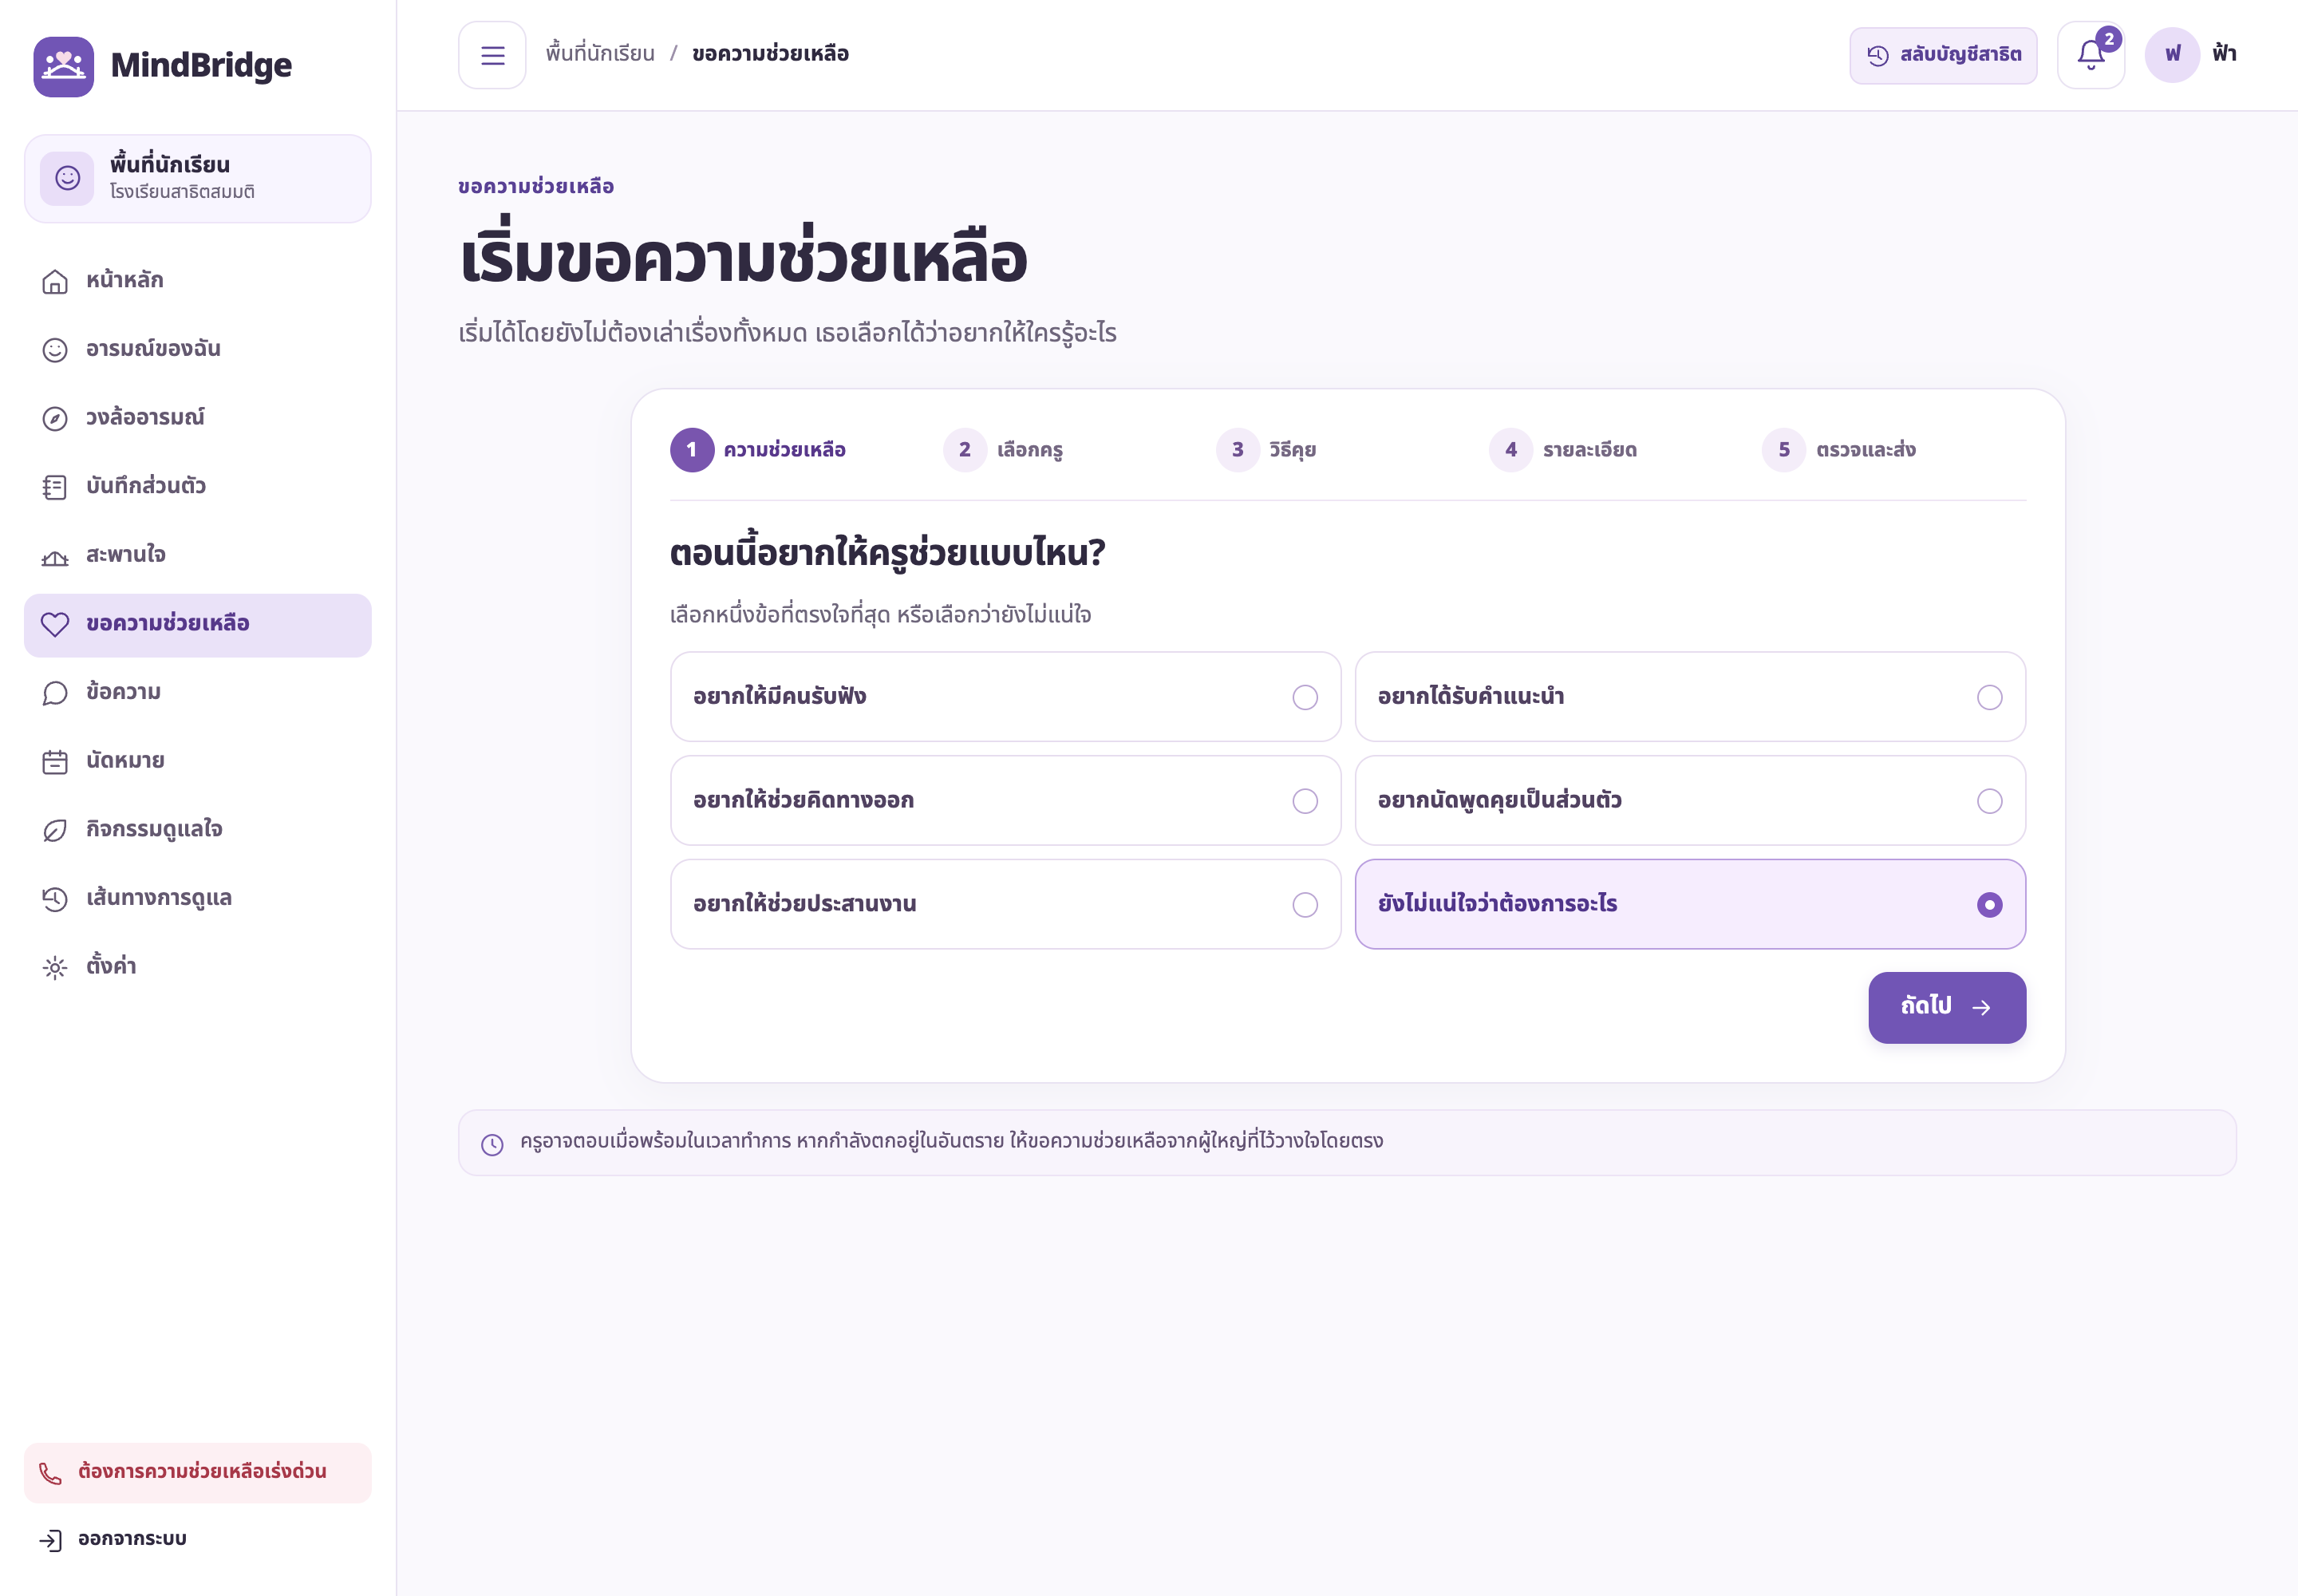 MindBridge
พื้นที่นักเรียน
โรงเรียนสาธิตสมมติ
หน้าหลัก
อารมณ์ของฉัน
วงล้ออารมณ์
บันทึกส่วนตัว
สะพานใจ
ขอความช่วยเหลือ
ข้อความ
นัดหมาย
กิจกรรมดูแลใจ
เส้นทางการดูแล
ตั้งค่า
ต้องการความช่วยเหลือเร่งด่วน
ออกจากระบบ
พื้นที่นักเรียน / ขอความช่วยเหลือ
สลับบัญชีสาธิต
2
ฟ ฟ้า
ขอความช่วยเหลือ
เริ่มขอความช่วยเหลือ
เริ่มได้โดยยังไม่ต้องเล่าเรื่องทั้งหมด เธอเลือกได้ว่าอยากให้ใครรู้อะไร
1 ความช่วยเหลือ
2 เลือกครู
3 วิธีคุย
4 รายละเอียด
5 ตรวจและส่ง
ตอนนี้อยากให้ครูช่วยแบบไหน?
เลือกหนึ่งข้อที่ตรงใจที่สุด หรือเลือกว่ายังไม่แน่ใจ
อยากให้มีคนรับฟัง
อยากได้รับคำแนะนำ
อยากให้ช่วยคิดทางออก
อยากนัดพูดคุยเป็นส่วนตัว
อยากให้ช่วยประสานงาน
ยังไม่แน่ใจว่าต้องการอะไร
ถัดไป
ครูอาจตอบเมื่อพร้อมในเวลาทำการ หากกำลังตกอยู่ในอันตราย ให้ขอความช่วยเหลือจากผู้ใหญ่ที่ไว้วางใจโดยตรง